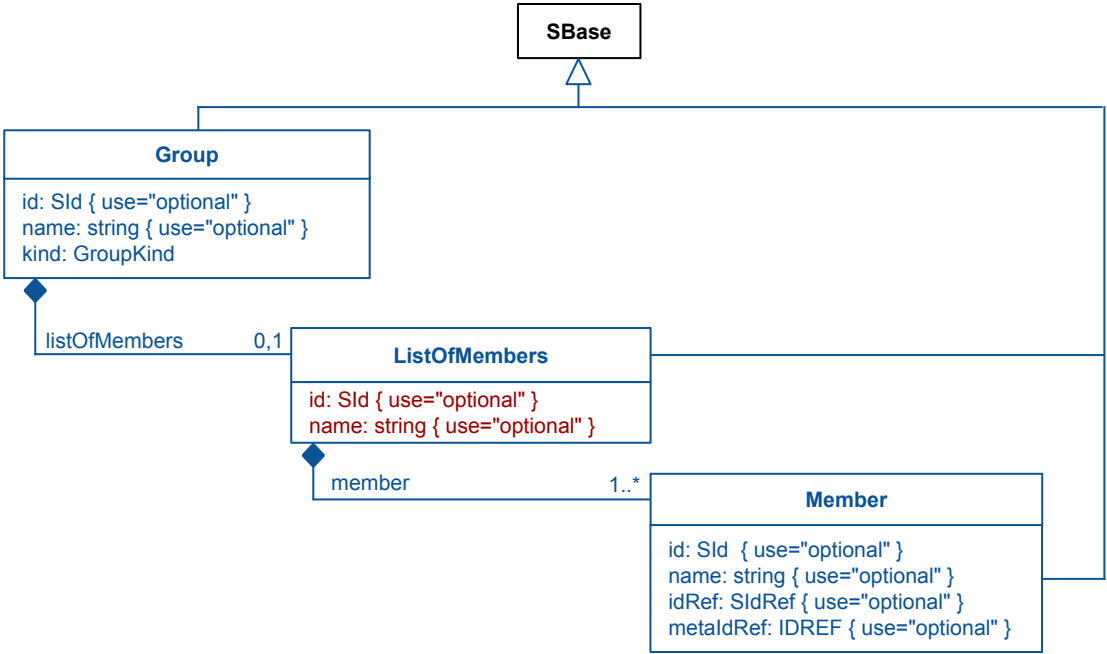 SBase
Group
id: SId { use="optional" }
name: string { use="optional" }
kind: GroupKind
listOfMembers 0,1
ListOfMembers
id: SId { use="optional" }
name: string { use="optional" }
member 1..*
Member
id: SId { use="optional" }
name: string { use="optional" }
idRef: SIdRef { use="optional" }
metaIdRef: IDREF { use="optional" }